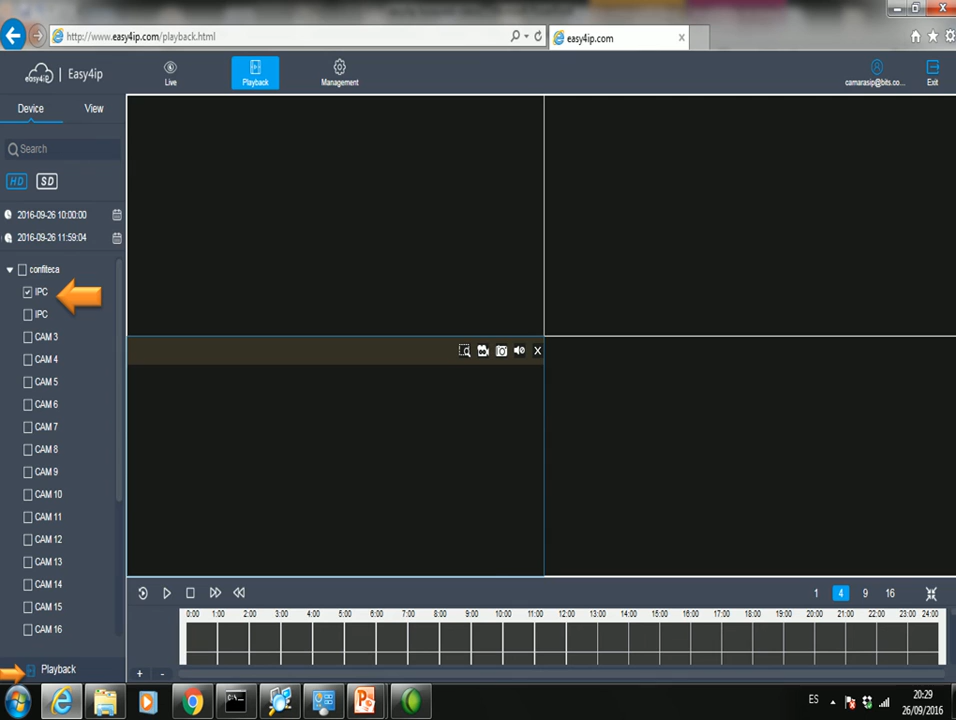 http://www.easy4ip.com/playback.html
easy4ip.com
easy4ip
Easy4ip
Live
Playback
Management
camarasip@bits.co...
Exit
Device
View
Search
HD
SD
2016-09-26 10:00:00
2016-09-26 11:59:04
confiteca
IPC
IPC
CAM 3
CAM 4
CAM 5
CAM 6
CAM 7
CAM 8
CAM 9
CAM 10
CAM 11
CAM 12
CAM 13
CAM 14
CAM 15
CAM 16
Playback
1 4 9 16
0:00 1:00 2:00 3:00 4:00 5:00 6:00 7:00 8:00 9:00 10:00 11:00 12:00 13:00 14:00 15:00 16:00 17:00 18:00 19:00 20:00 21:00 22:00 23:00 24:00
+ -
ES
20:29
26/09/2016